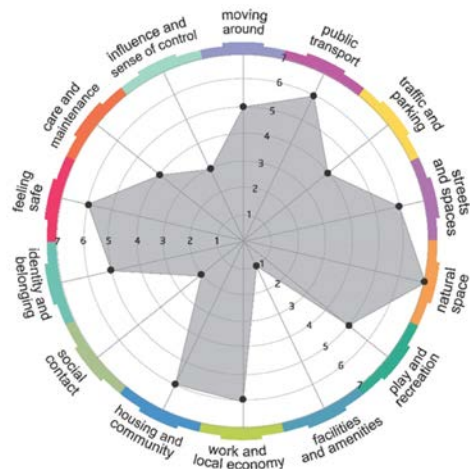 moving
around
public
transport
traffic and
parking
streets
and spaces
natural
space
play and
recreation
facilities
and amenities
work and
local economy
housing and
community
social
contact
identity and
belonging
feeling
safe
care and
maintenance
influence and
sense of control
7
6
5
4
3
2
1
7 6 5 4 3 2 1
1
2
3
4
5
6
7